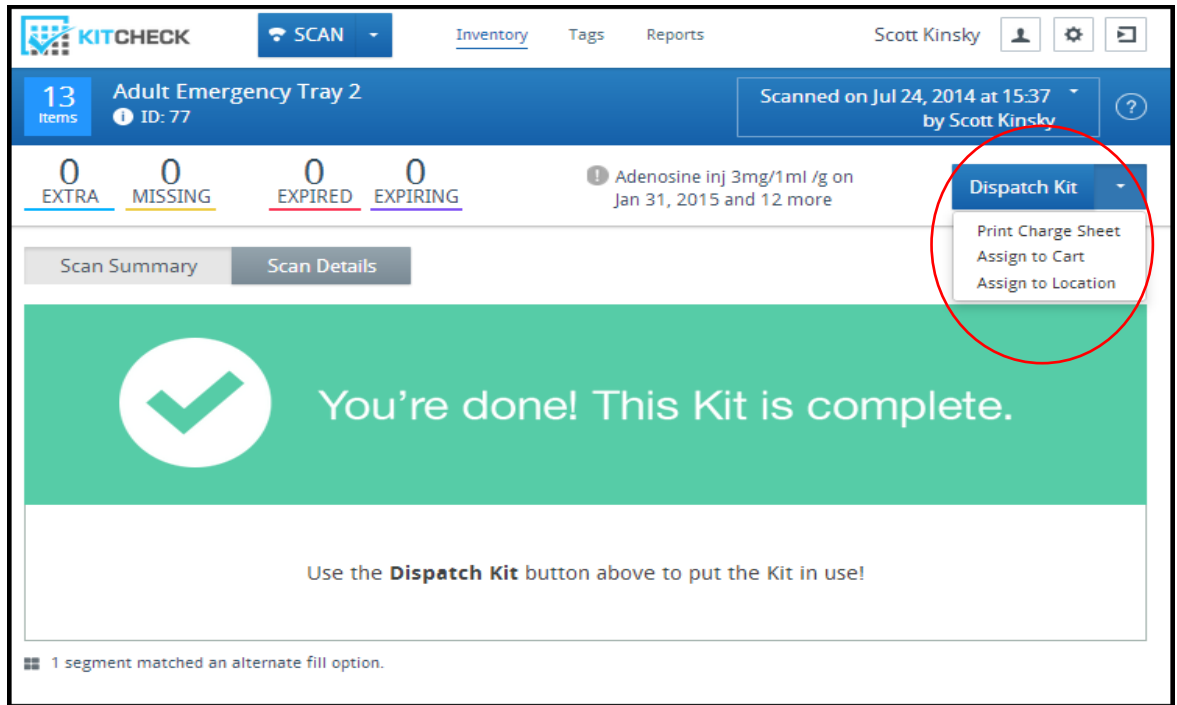 KITCHECK
SCAN
Inventory
Tags
Reports
Scott Kinsky
13
Items
Adult Emergency Tray 2
ID: 77
Scanned on Jul 24, 2014 at 15:37
by Scott Kinsky
?
0
EXTRA
0
MISSING
0
EXPIRED
0
EXPIRING
! Adenosine inj 3mg/1ml /g on
Jan 31, 2015 and 12 more
Dispatch Kit
Print Charge Sheet
Assign to Cart
Assign to Location
Scan Summary
Scan Details
You're done! This Kit is complete.
Use the Dispatch Kit button above to put the Kit in use!
1 segment matched an alternate fill option.